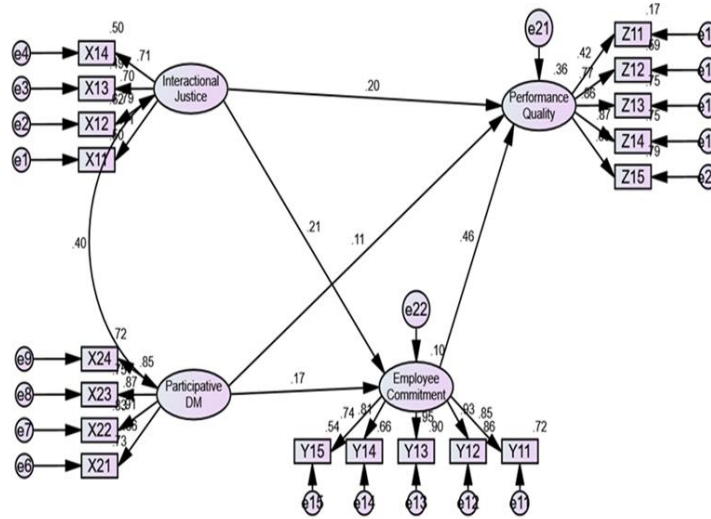 .17
e21
.50
Z11
e4
X14
.71
.42
Interactional
Justice
.36
.77
Z12
e3
X13
.70
.20
Performance
Quality
.86
.75
Z13
e2
X12
.87
.75
Z14
e1
X11
.79
Z15
.21
.40
.11
.46
e22
.72
.10
e9
X24
.85
Participative
DM
.17
Employee
Commitment
e8
X23
.87
e7
X22
.74
.81
.95
.93
.85
.54
.66
.90
.86
.72
.73
e6
X21
Y15
Y14
Y13
Y12
Y11
e15
e14
e13
e12
e11